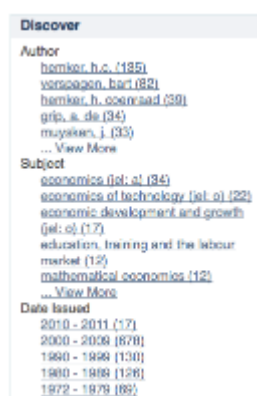 Discover
Author
hemker, h.c. (185)
verspagen, bart (82)
hemker, h. coenraad (39)
grip, a. de (34)
muysken, j. (33)
... View More
Subject
economics (jel: a) (34)
economics of technology (jel: o) (22)
economic development and growth
(jel: o) (17)
education, training and the labour
market (12)
mathematical economics (12)
... View More
Date Issued
2010 - 2011 (17)
2000 - 2009 (678)
1990 - 1999 (130)
1980 - 1989 (126)
1972 - 1979 (69)